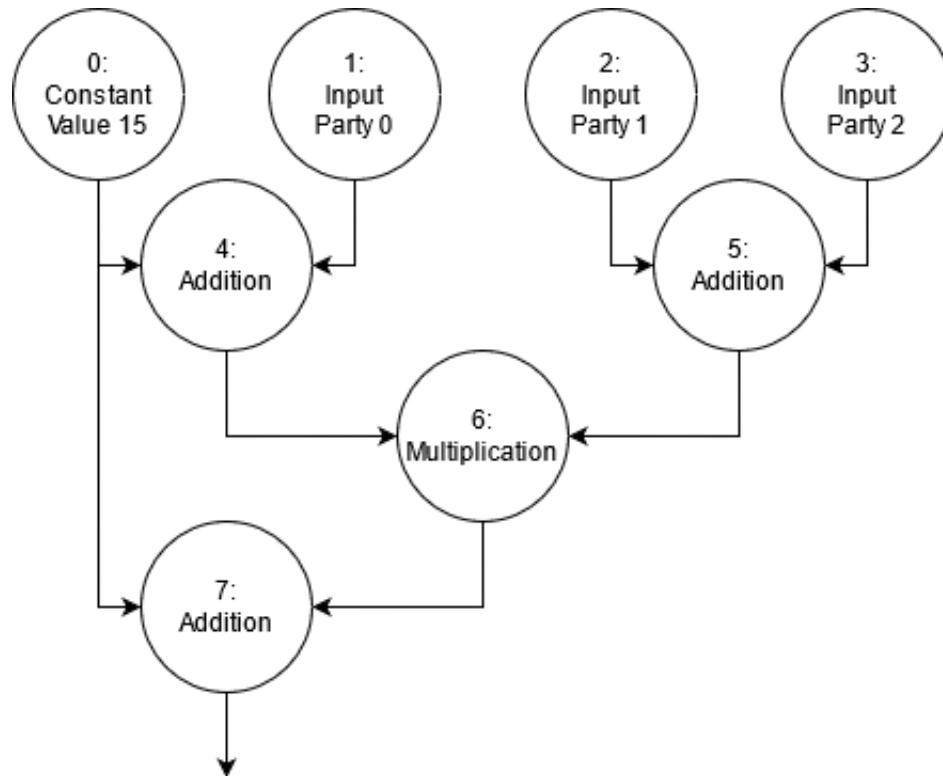 0:
Constant
Value 15
1:
Input
Party 0
2:
Input
Party 1
3:
Input
Party 2
4:
Addition
5:
Addition
6:
Multiplication
7:
Addition